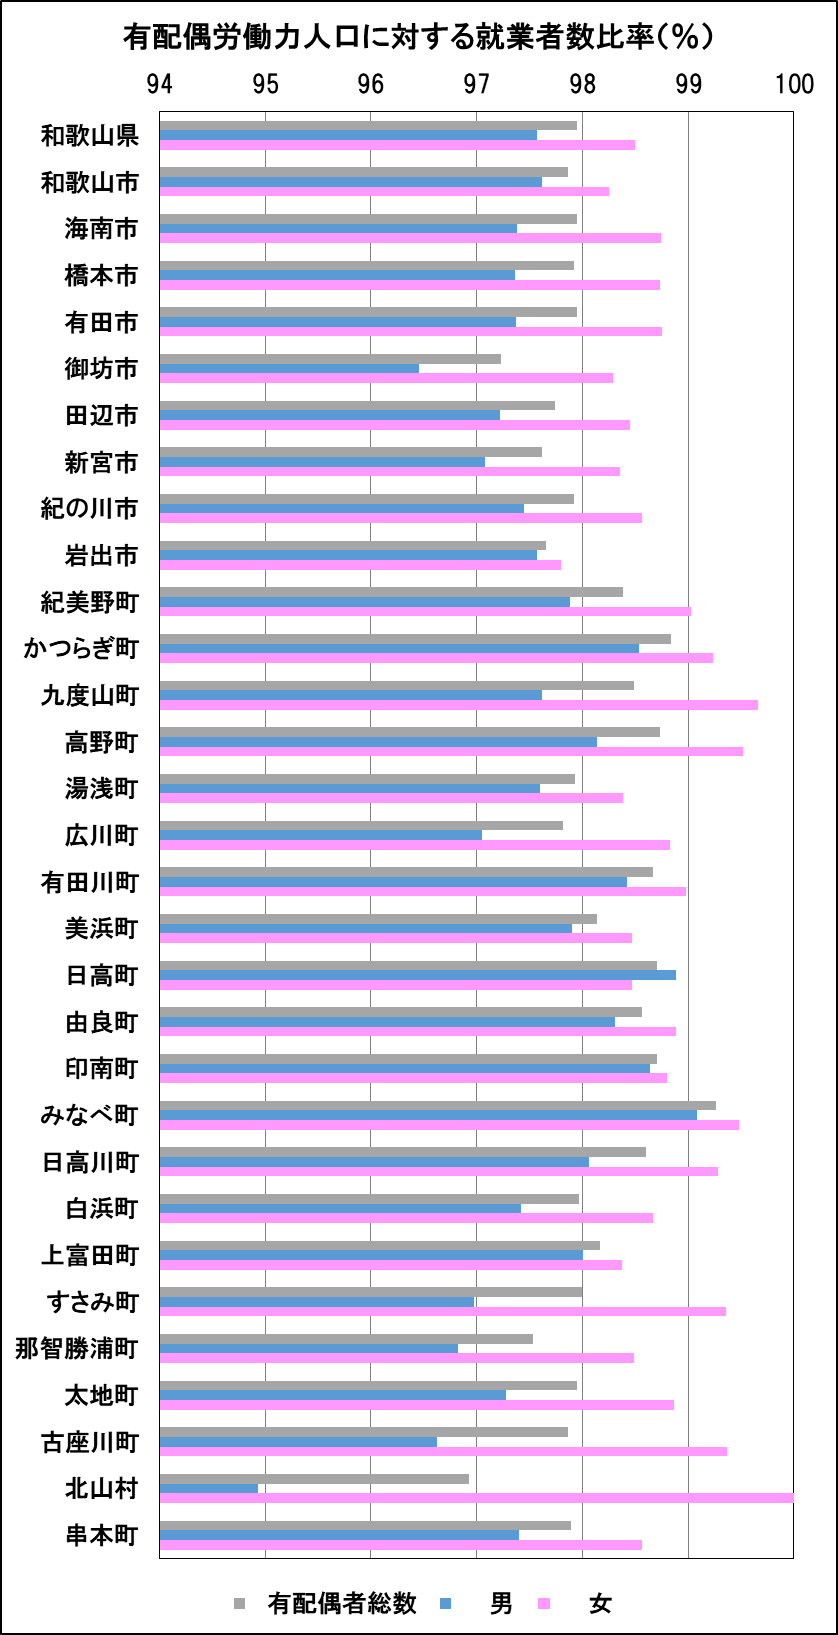 有配偶労働力人口に対する就業者数比率(％)
94 95 96 97 98 99 100
和歌山県
和歌山市
海南市
橋本市
有田市
御坊市
田辺市
新宮市
紀の川市
岩出市
紀美野町
かつらぎ町
九度山町
高野町
湯浅町
広川町
有田川町
美浜町
日高町
由良町
印南町
みなべ町
日高川町
白浜町
上富田町
すさみ町
那智勝浦町
太地町
古座川町
北山村
串本町
有配偶者総数 男 女